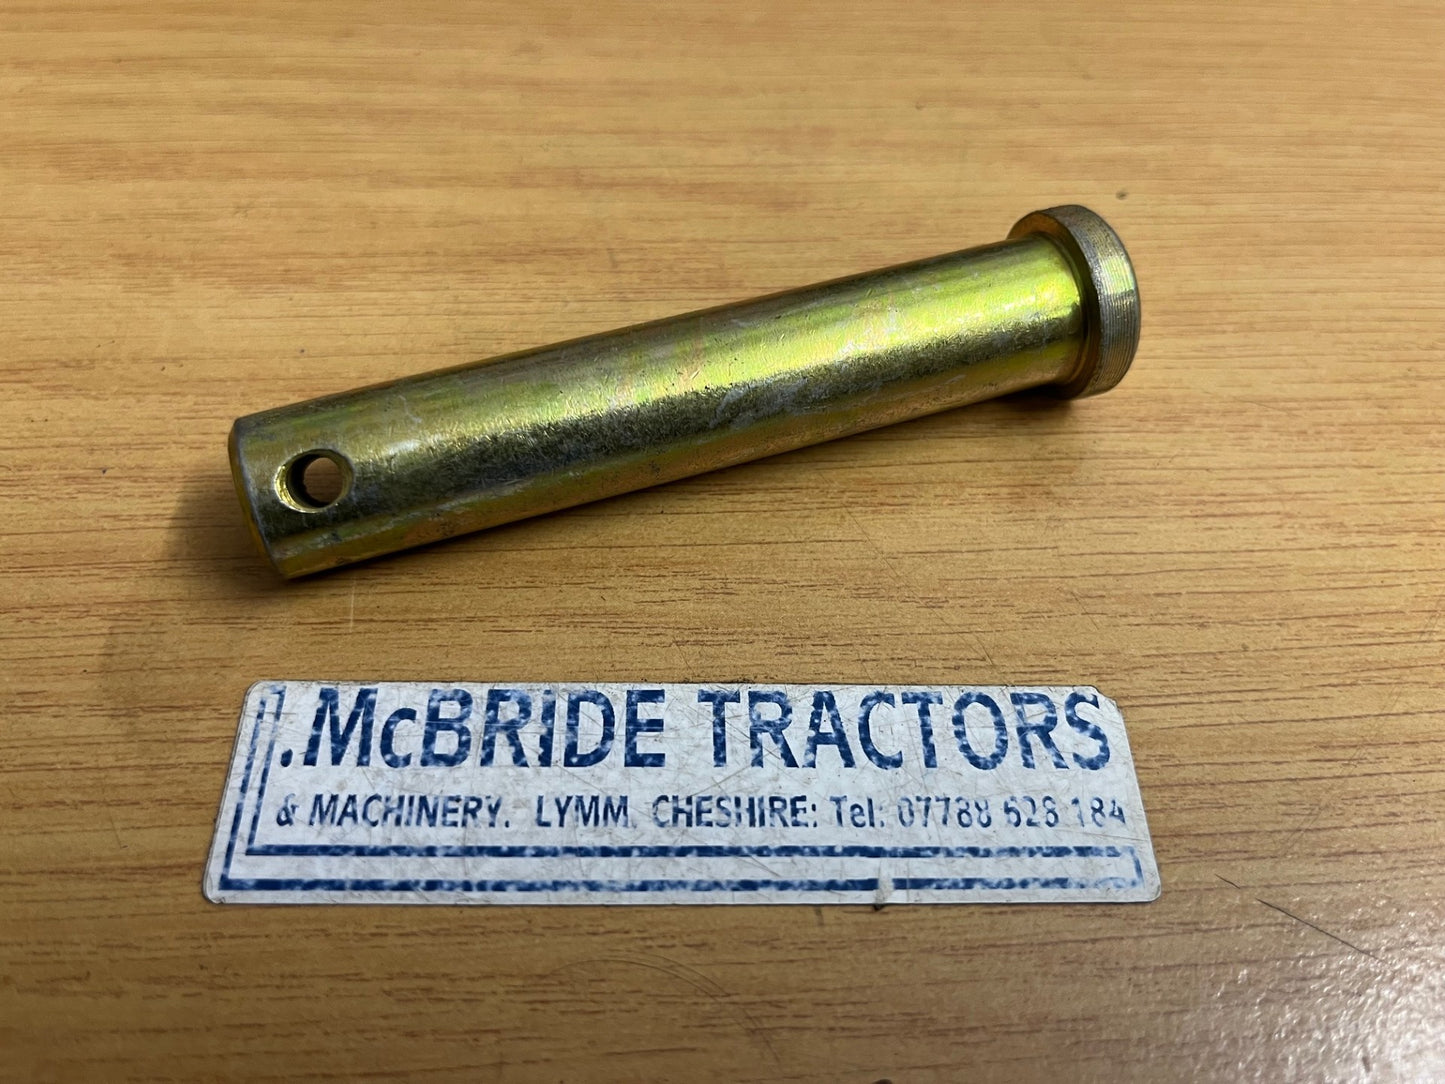 .McBRIDE TRACTORS
& MACHINERY. LYMM, CHESHIRE: Tel: 07788 628 184